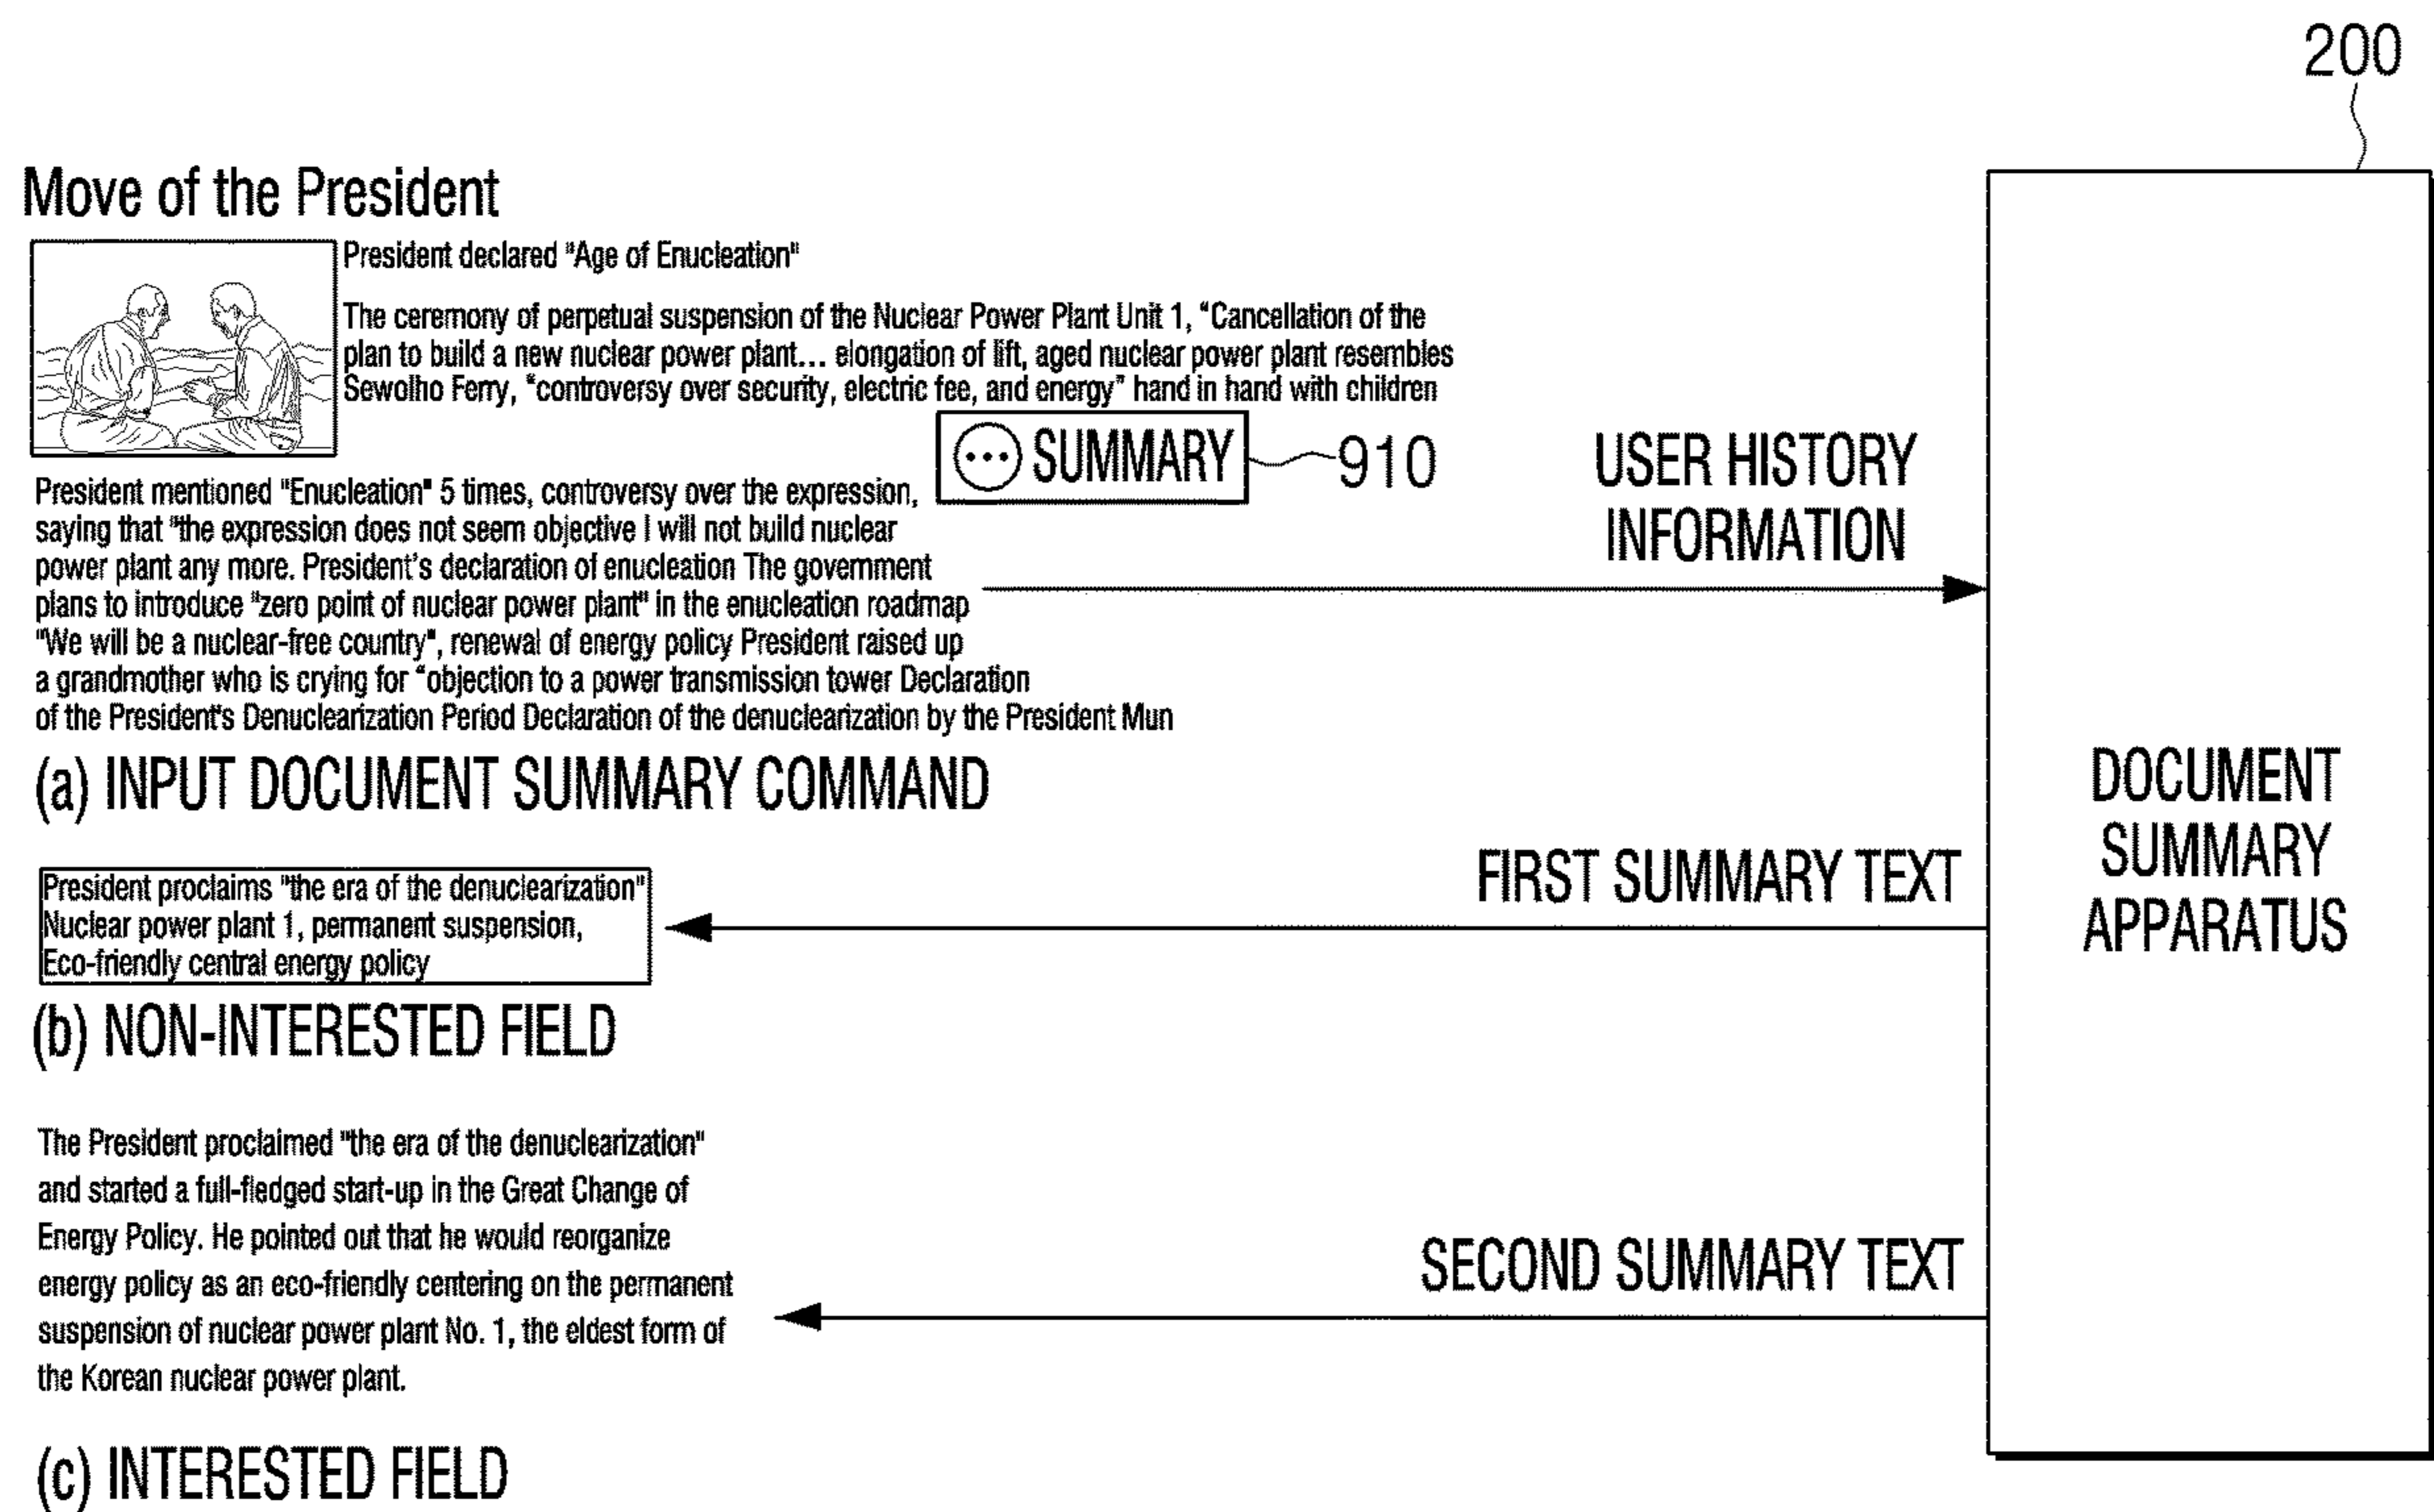 200
Move of the President
President declared "Age of Enucleation"
The ceremony of perpetual suspension of the Nuclear Power Plant Unit 1, "Cancellation of the
plan to build a new nuclear power plant... elongation of lift, aged nuclear power plant resembles
Sewolho Ferry, "controversy over security, electric fee, and energy" hand in hand with children
SUMMARY
910
President mentioned "Enucleation" 5 times, controversy over the expression,
saying that "the expression does not seem objective I will not build nuclear
power plant any more. President's declaration of enucleation The government
plans to introduce "zero point of nuclear power plant" in the enucleation roadmap
"We will be a nuclear-free country", renewal of energy policy President raised up
a grandmother who is crying for "objection to a power transmission tower Declaration
of the President's Denuclearization Period Declaration of the denuclearization by the President Mun
(a) INPUT DOCUMENT SUMMARY COMMAND
USER HISTORY
INFORMATION
President proclaims "the era of the denuclearization"
Nuclear power plant 1, permanent suspension,
Eco-friendly central energy policy
(b) NON-INTERESTED FIELD
FIRST SUMMARY TEXT
DOCUMENT
SUMMARY
APPARATUS
The President proclaimed "the era of the denuclearization"
and started a full-fledged start-up in the Great Change of
Energy Policy. He pointed out that he would reorganize
energy policy as an eco-friendly centering on the permanent
suspension of nuclear power plant No. 1, the eldest form of
the Korean nuclear power plant.
(c) INTERESTED FIELD
SECOND SUMMARY TEXT